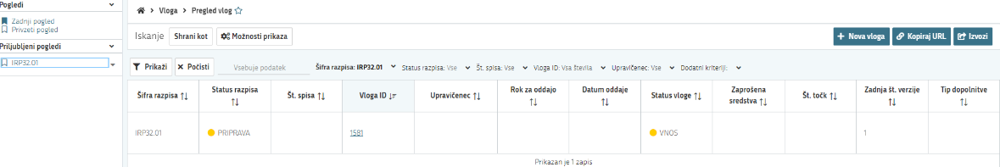 Pogledi
Zadnji pogled
Privzeti pogled
Priljubljeni pogledi
IRP32.01
Vloga Pregled vlog
Iskanje Shrani kot Možnosti prikaza Nova vloga Kopiraj URL Izvozi
Prikaži Počisti Vsebuje podatek Šifra razpisa: IRP32.01 Status razpisa: Vse Št. spisa: Vse Vloga ID: Vsa števila Upravičenec: Vse Dodatni kriteriji:
Šifra razpisa Status razpisa Št. spisa Vloga ID Upravičenec Rok za oddajo Datum oddaje Status vloge Zaprošena sredstva Št. točk Zadnja št. verzije Tip dopolnitve
IRP32.01 PRIPRAVA 1581 VNOS 1
Prikazan je 1 zapis